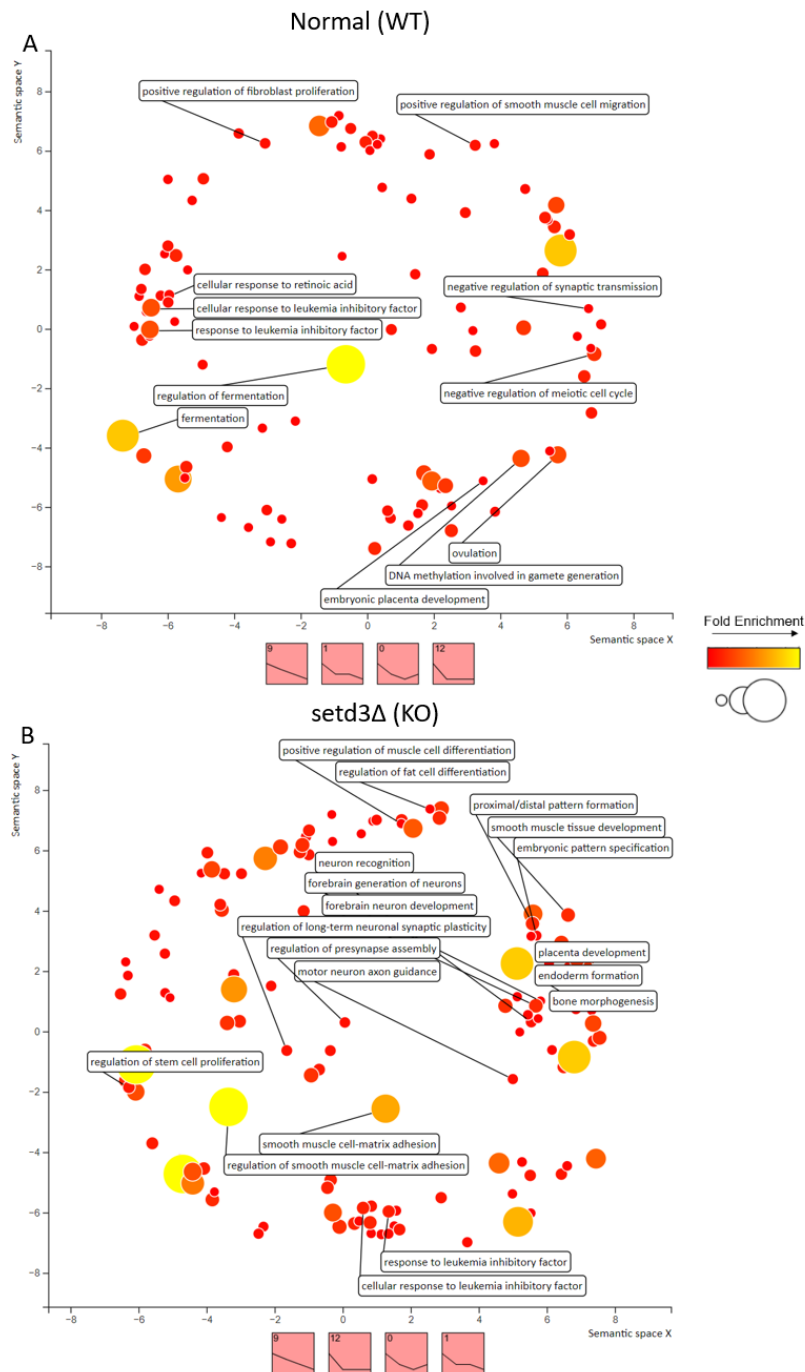 Normal (WT)
A
Semantic space Y
8
6
4
2
0
−2
−4
−6
−8
positive regulation of fibroblast proliferation
positive regulation of smooth muscle cell migration
cellular response to retinoic acid
negative regulation of synaptic transmission
cellular response to leukemia inhibitory factor
response to leukemia inhibitory factor
regulation of fermentation
negative regulation of meiotic cell cycle
fermentation
ovulation
DNA methylation involved in gamete generation
embryonic placenta development
−8
−6
−4
−2
0
2
4
6
8
Semantic space X
9
1
0
12
Fold Enrichment
setd3Δ (KO)
B
Semantic space Y
8
6
4
2
0
−2
−4
−6
−8
positive regulation of muscle cell differentiation
regulation of fat cell differentiation
proximal/distal pattern formation
smooth muscle tissue development
embryonic pattern specification
neuron recognition
forebrain generation of neurons
forebrain neuron development
regulation of long-term neuronal synaptic plasticity
regulation of presynapse assembly
placenta development
motor neuron axon guidance
endoderm formation
bone morphogenesis
regulation of stem cell proliferation
smooth muscle cell-matrix adhesion
regulation of smooth muscle cell-matrix adhesion
response to leukemia inhibitory factor
cellular response to leukemia inhibitory factor
−8
−6
−4
−2
0
2
4
6
8
Semantic space X
9
12
0
1